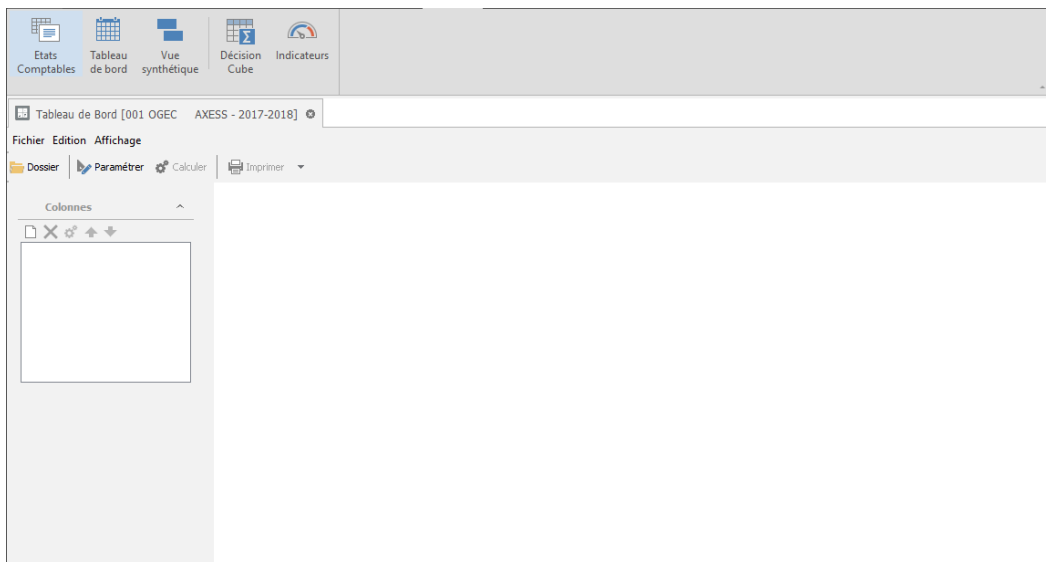 Etats Comptables
Tableau de bord
Vue synthétique
Décision Cube
Indicateurs
Tableau de Bord [001 OGEC AXESS - 2017-2018]
Fichier Edition Affichage
Dossier Paramétrer Calculer Imprimer
Colonnes